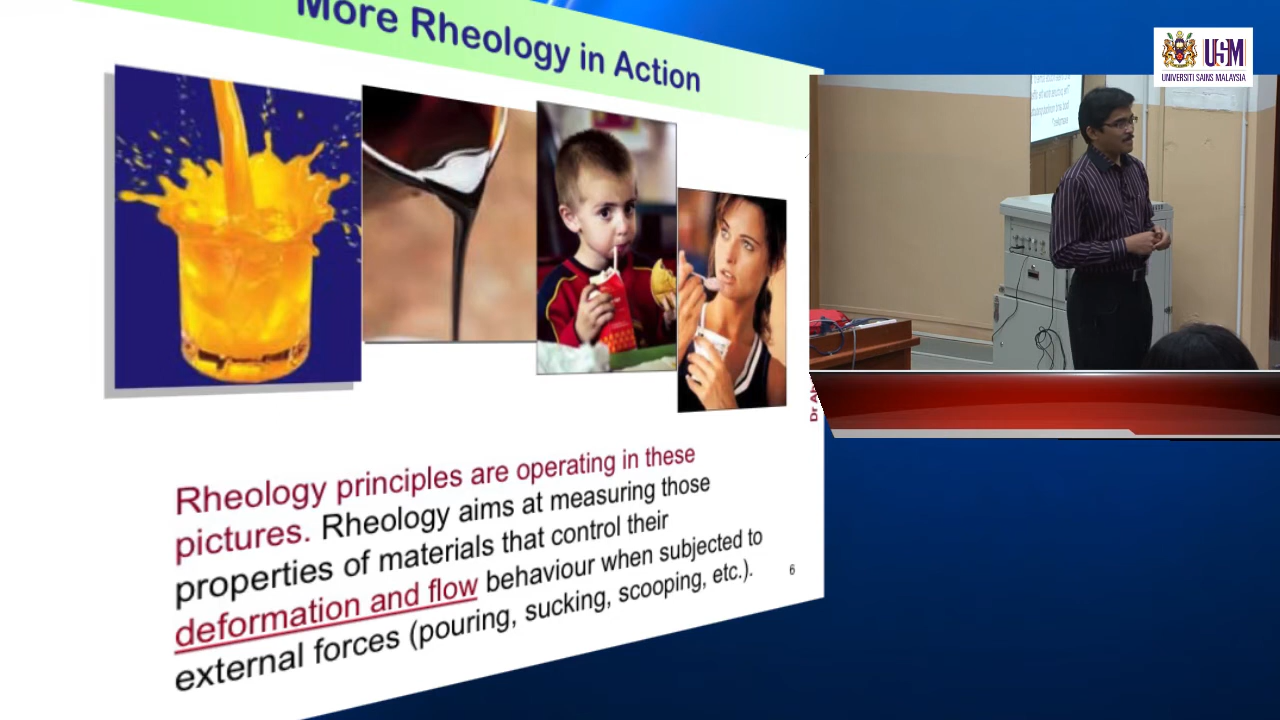 More Rheology in Action
USM
UNIVERSITI SAINS MALAYSIA
Rheology principles are operating in these
pictures. Rheology aims at measuring those
properties of materials that control their
deformation and flow behaviour when subjected to
external forces (pouring, sucking, scooping, etc.).
6
Dr